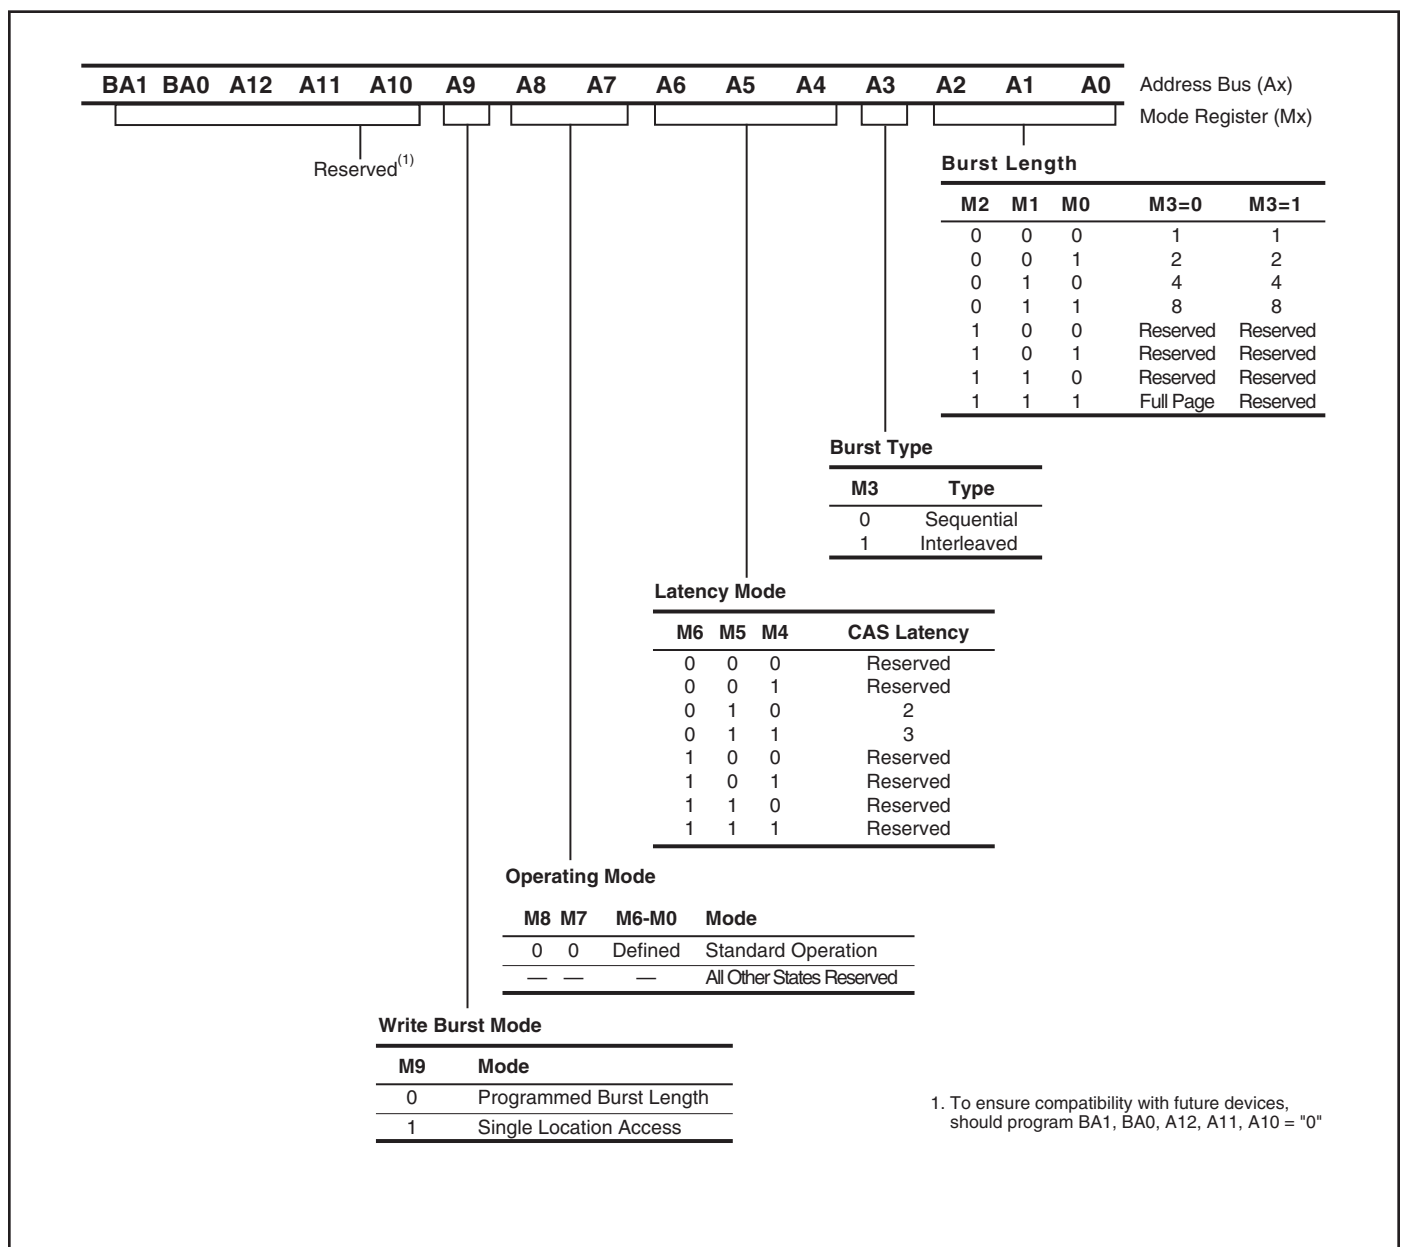 BA1 BA0 A12 A11 A10 A9 A8 A7 A6 A5 A4 A3 A2 A1 A0 Address Bus (Ax)
Mode Register (Mx)
Reserved(1)
Burst Length
M2 M1 M0 M3=0 M3=1
0 0 0 1 1
0 0 1 2 2
0 1 0 4 4
0 1 1 8 8
1 0 0 Reserved Reserved
1 0 1 Reserved Reserved
1 1 0 Reserved Reserved
1 1 1 Full Page Reserved
Burst Type
M3 Type
0 Sequential
1 Interleaved
Latency Mode
M6 M5 M4 CAS Latency
0 0 0 Reserved
0 0 1 Reserved
0 1 0 2
0 1 1 3
1 0 0 Reserved
1 0 1 Reserved
1 1 0 Reserved
1 1 1 Reserved
Operating Mode
M8 M7 M6-M0 Mode
0 0 Defined Standard Operation
— — — All Other States Reserved
Write Burst Mode
M9 Mode
0 Programmed Burst Length
1 Single Location Access
1. To ensure compatibility with future devices,
should program BA1, BA0, A12, A11, A10 = "0"